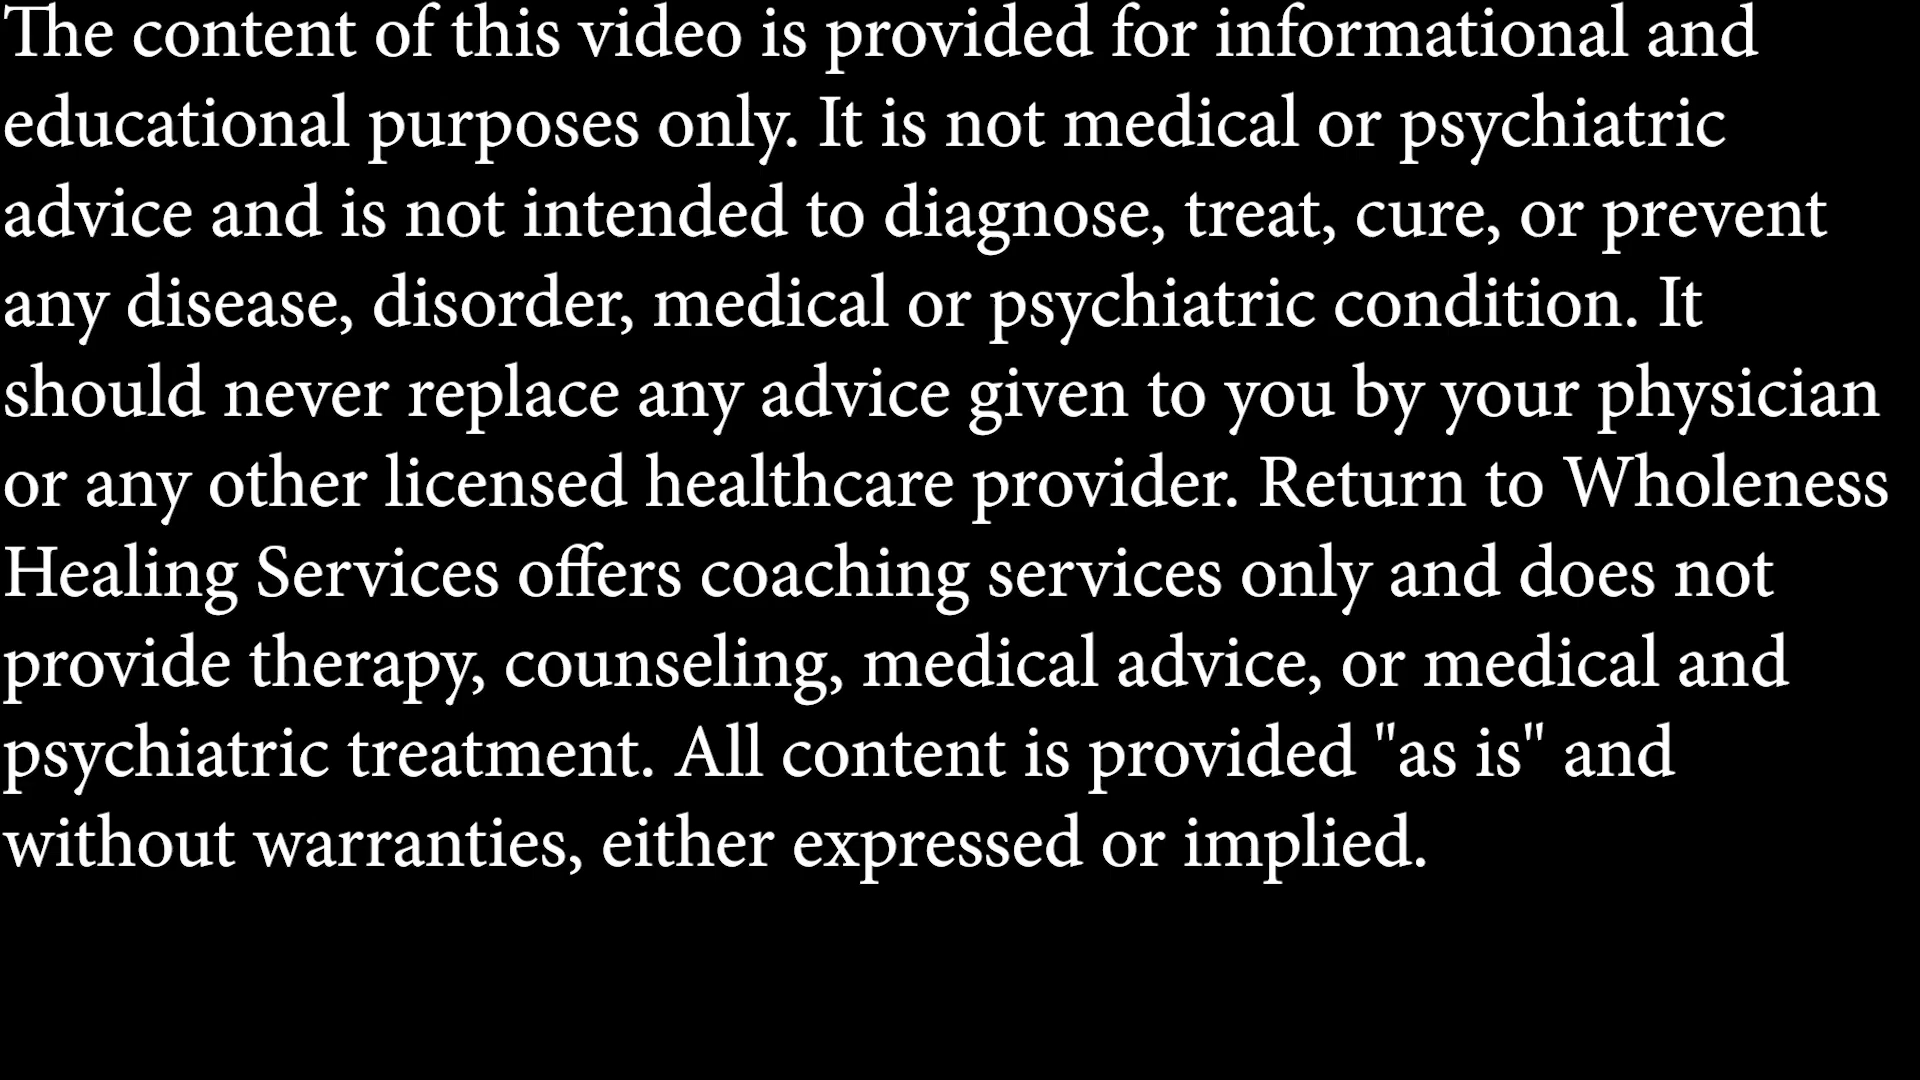 The content of this video is provided for informational and
educational purposes only. It is not medical or psychiatric
advice and is not intended to diagnose, treat, cure, or prevent
any disease, disorder, medical or psychiatric condition. It
should never replace any advice given to you by your physician
or any other licensed healthcare provider. Return to Wholeness
Healing Services offers coaching services only and does not
provide therapy, counseling, medical advice, or medical and
psychiatric treatment. All content is provided "as is" and
without warranties, either expressed or implied.